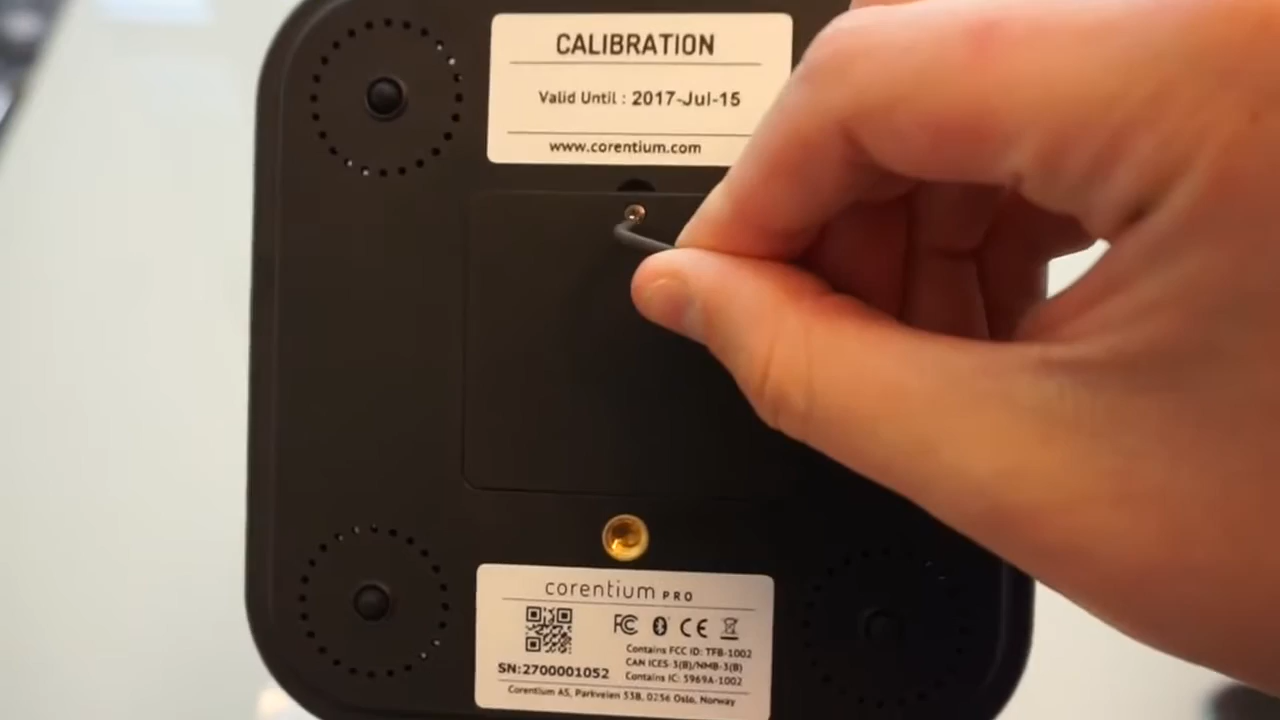 CALIBRATION
Valid Until : 2017-Jul-15
www.corentium.com
corentium PRO
FC CE
Contains FCC ID: TFB-1002
CAN ICES-3(B)/NMB-3(B)
Contains IC: 5969A-1002
SN:2700001052
Corentium AS, Parkveien 53B, 0256 Oslo, Norway